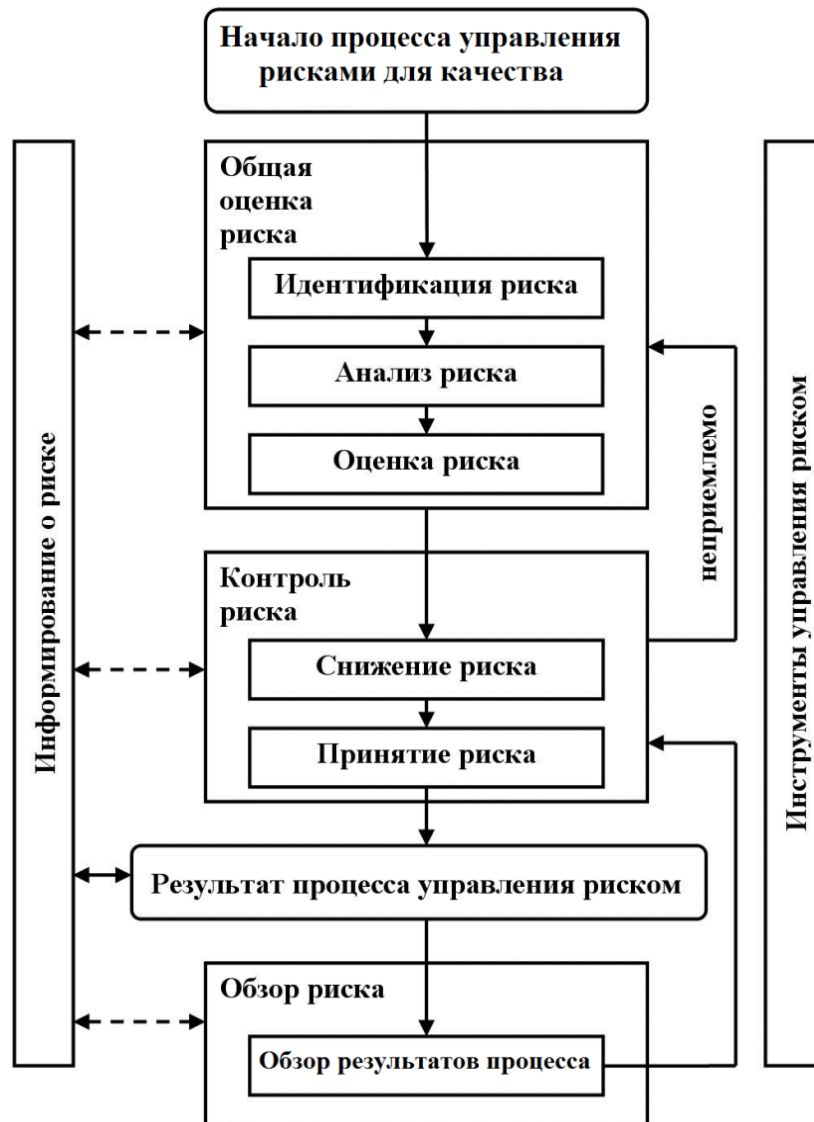 Начало процесса управления
рисками для качества
Общая
оценка
риска
Идентификация риска
Анализ риска
Оценка риска
Контроль
риска
Снижение риска
Принятие риска
Результат процесса управления риском
Обзор риска
Обзор результатов процесса
Информирование о риске
неприемлемо
Инструменты управления риском